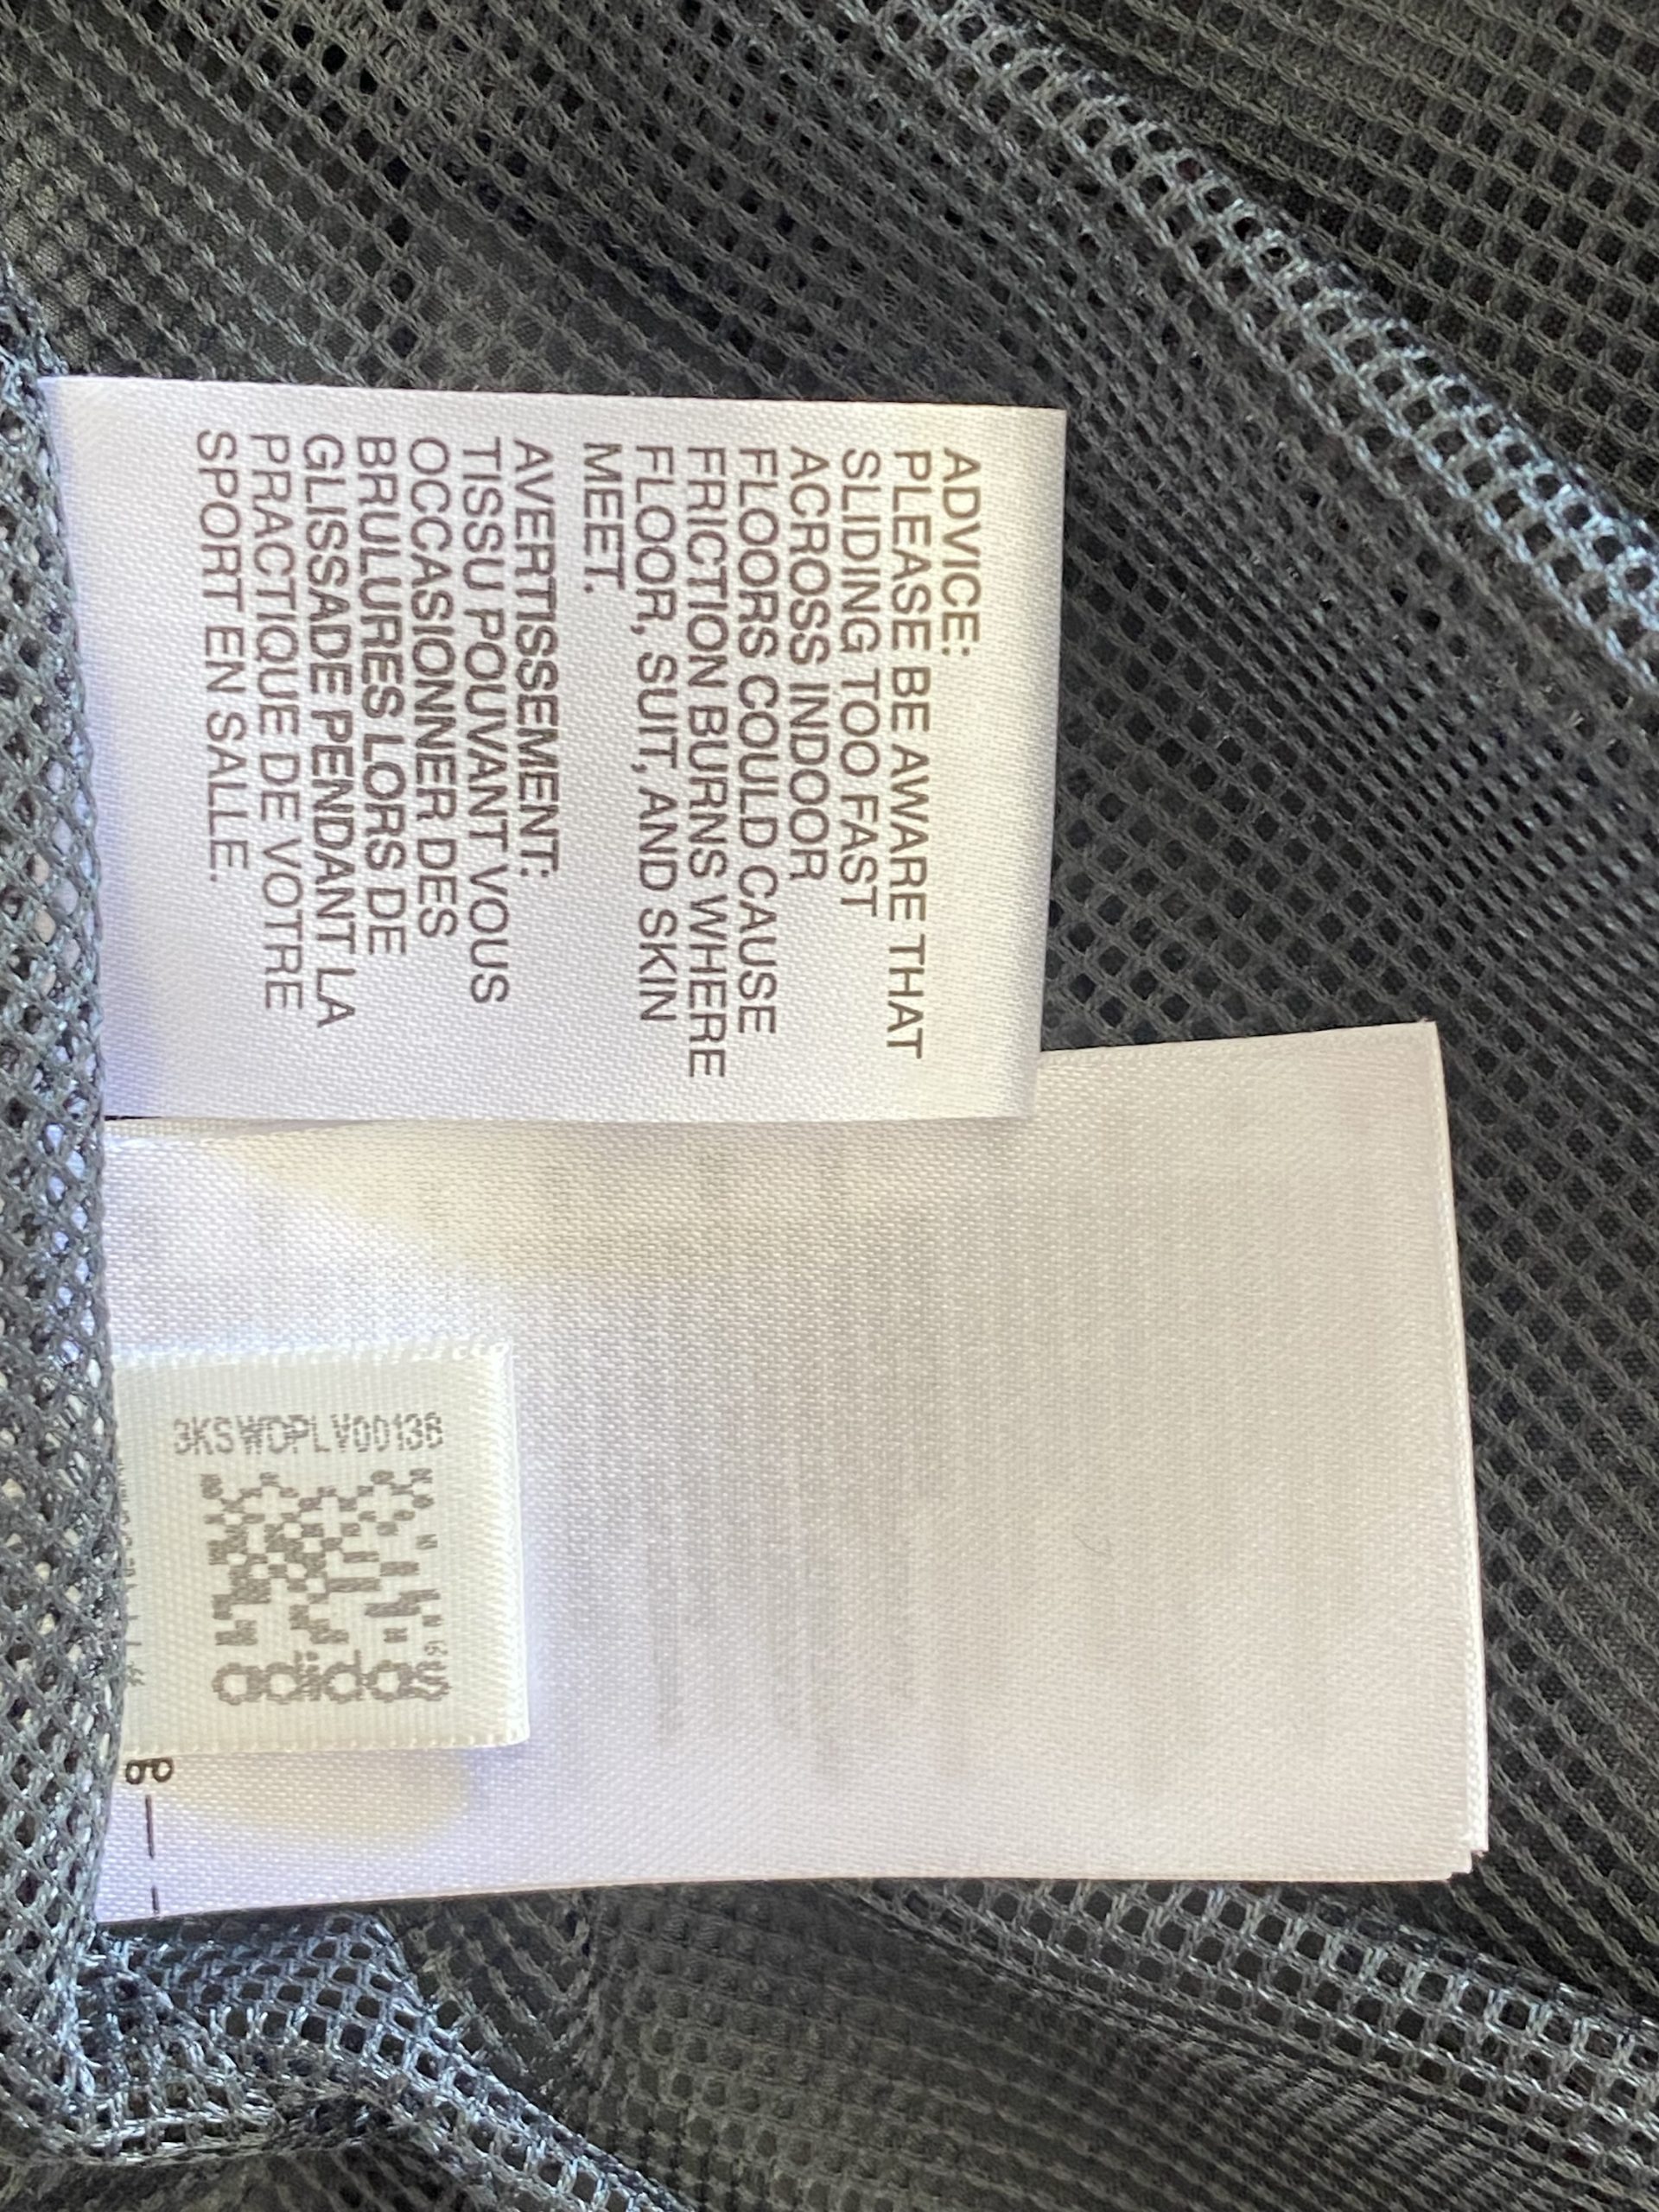 ADVICE:
PLEASE BE AWARE THAT
SLIDING TOO FAST
ACROSS INDOOR
FLOORS COULD CAUSE
FRICTION BURNS WHERE
FLOOR, SUIT, AND SKIN
MEET.
AVERTISSEMENT:
TISSU POUVANT VOUS
OCCASIONNER DES
BRULURES LORS DE
GLISSADE PENDANT LA
PRACTIQUE DE VOTRE
SPORT EN SALLE.
3KSWDPLV00136
adidas